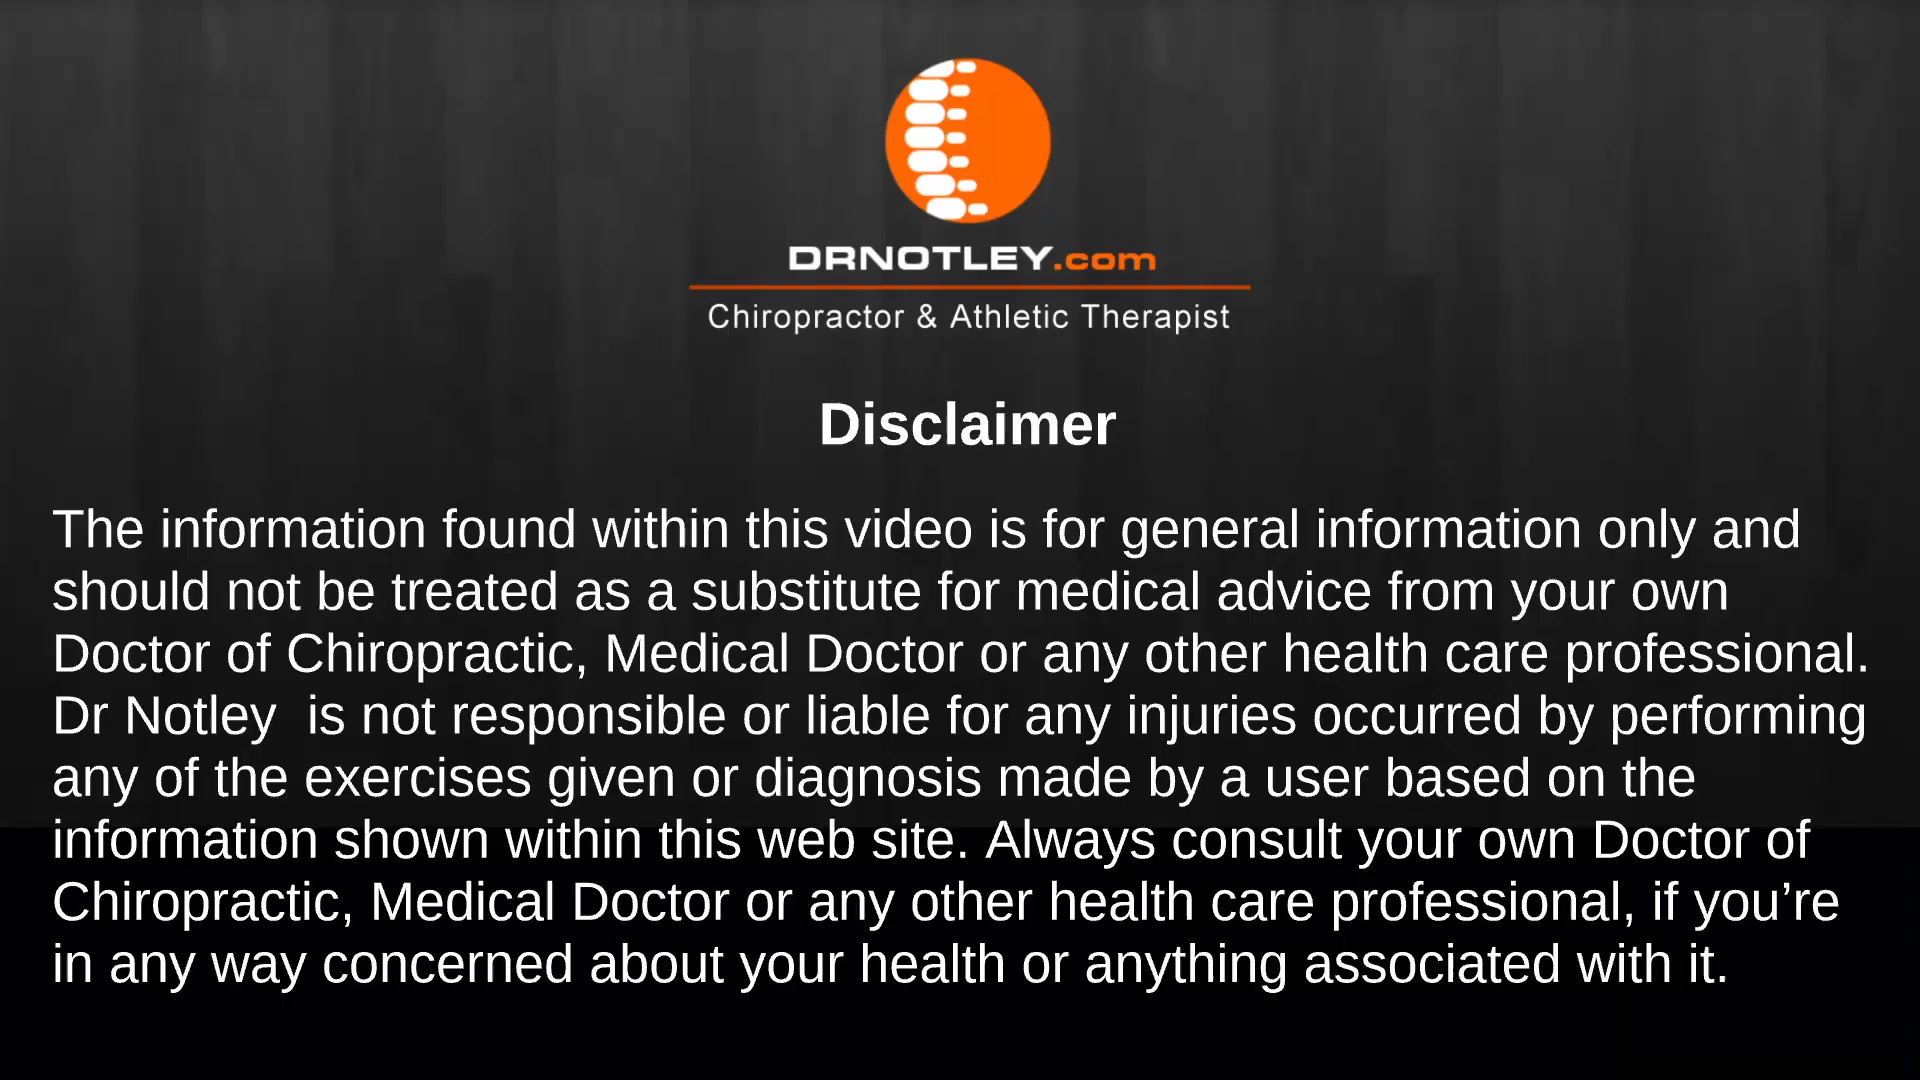 DRNOTLEY.com
Chiropractor & Athletic Therapist
Disclaimer
The information found within this video is for general information only and
should not be treated as a substitute for medical advice from your own
Doctor of Chiropractic, Medical Doctor or any other health care professional.
Dr Notley  is not responsible or liable for any injuries occurred by performing
any of the exercises given or diagnosis made by a user based on the
information shown within this web site. Always consult your own Doctor of
Chiropractic, Medical Doctor or any other health care professional, if you’re
in any way concerned about your health or anything associated with it.